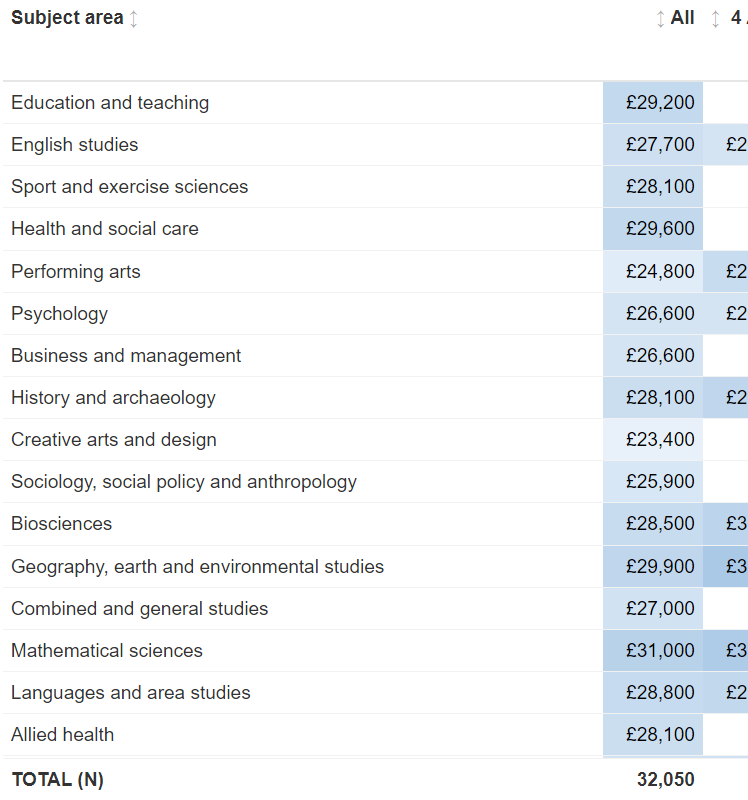 Subject area All 4
Education and teaching £29,200
English studies £27,700 £2
Sport and exercise sciences £28,100
Health and social care £29,600
Performing arts £24,800 £2
Psychology £26,600 £2
Business and management £26,600
History and archaeology £28,100 £2
Creative arts and design £23,400
Sociology, social policy and anthropology £25,900
Biosciences £28,500 £3
Geography, earth and environmental studies £29,900 £3
Combined and general studies £27,000
Mathematical sciences £31,000 £3
Languages and area studies £28,800 £2
Allied health £28,100
TOTAL (N) 32,050